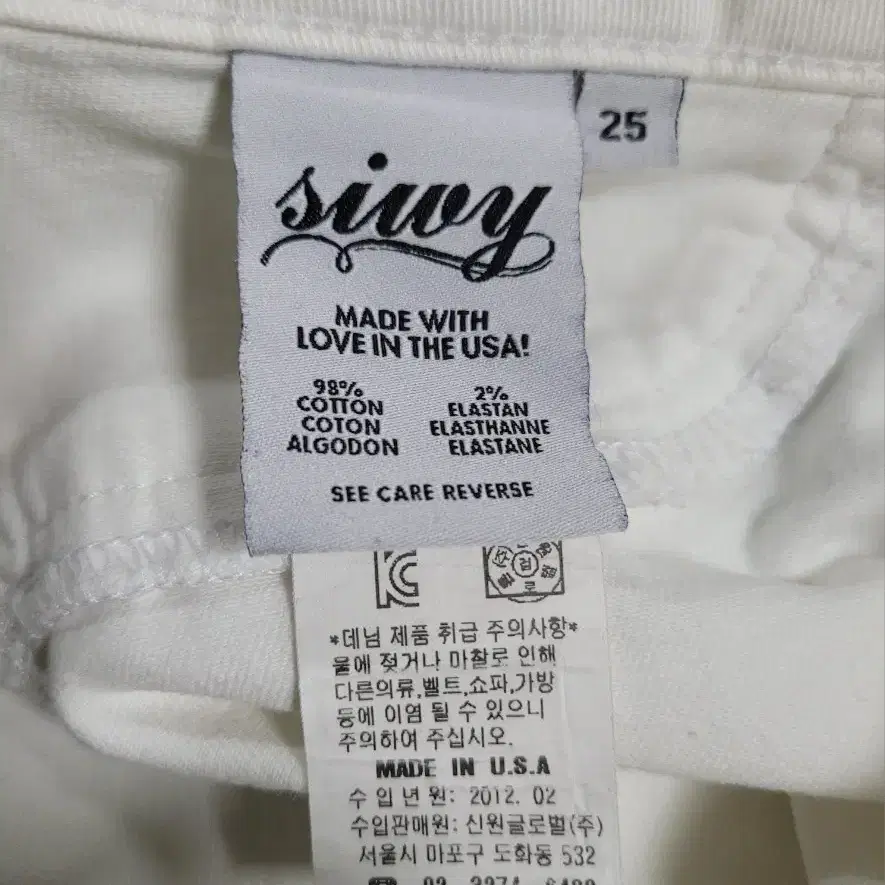 siwy
25
MADE WITH
LOVE IN THE USA!
98%
COTTON
COTON
ALGODON
2%
ELASTAN
ELASTHANNE
ELASTANE
SEE CARE REVERSE
*데님 제품 취급 주의사항*
물에 젖거나 마찰로 인해
다른의류,벨트,쇼파,가방
등에 이염 될 수 있으니
주의하여 주십시오.
MADE IN U.S.A
수 입 년 원: 2012. 02
수입판매원: 신원글로벌(주)
서울시 마포구 도화동 532